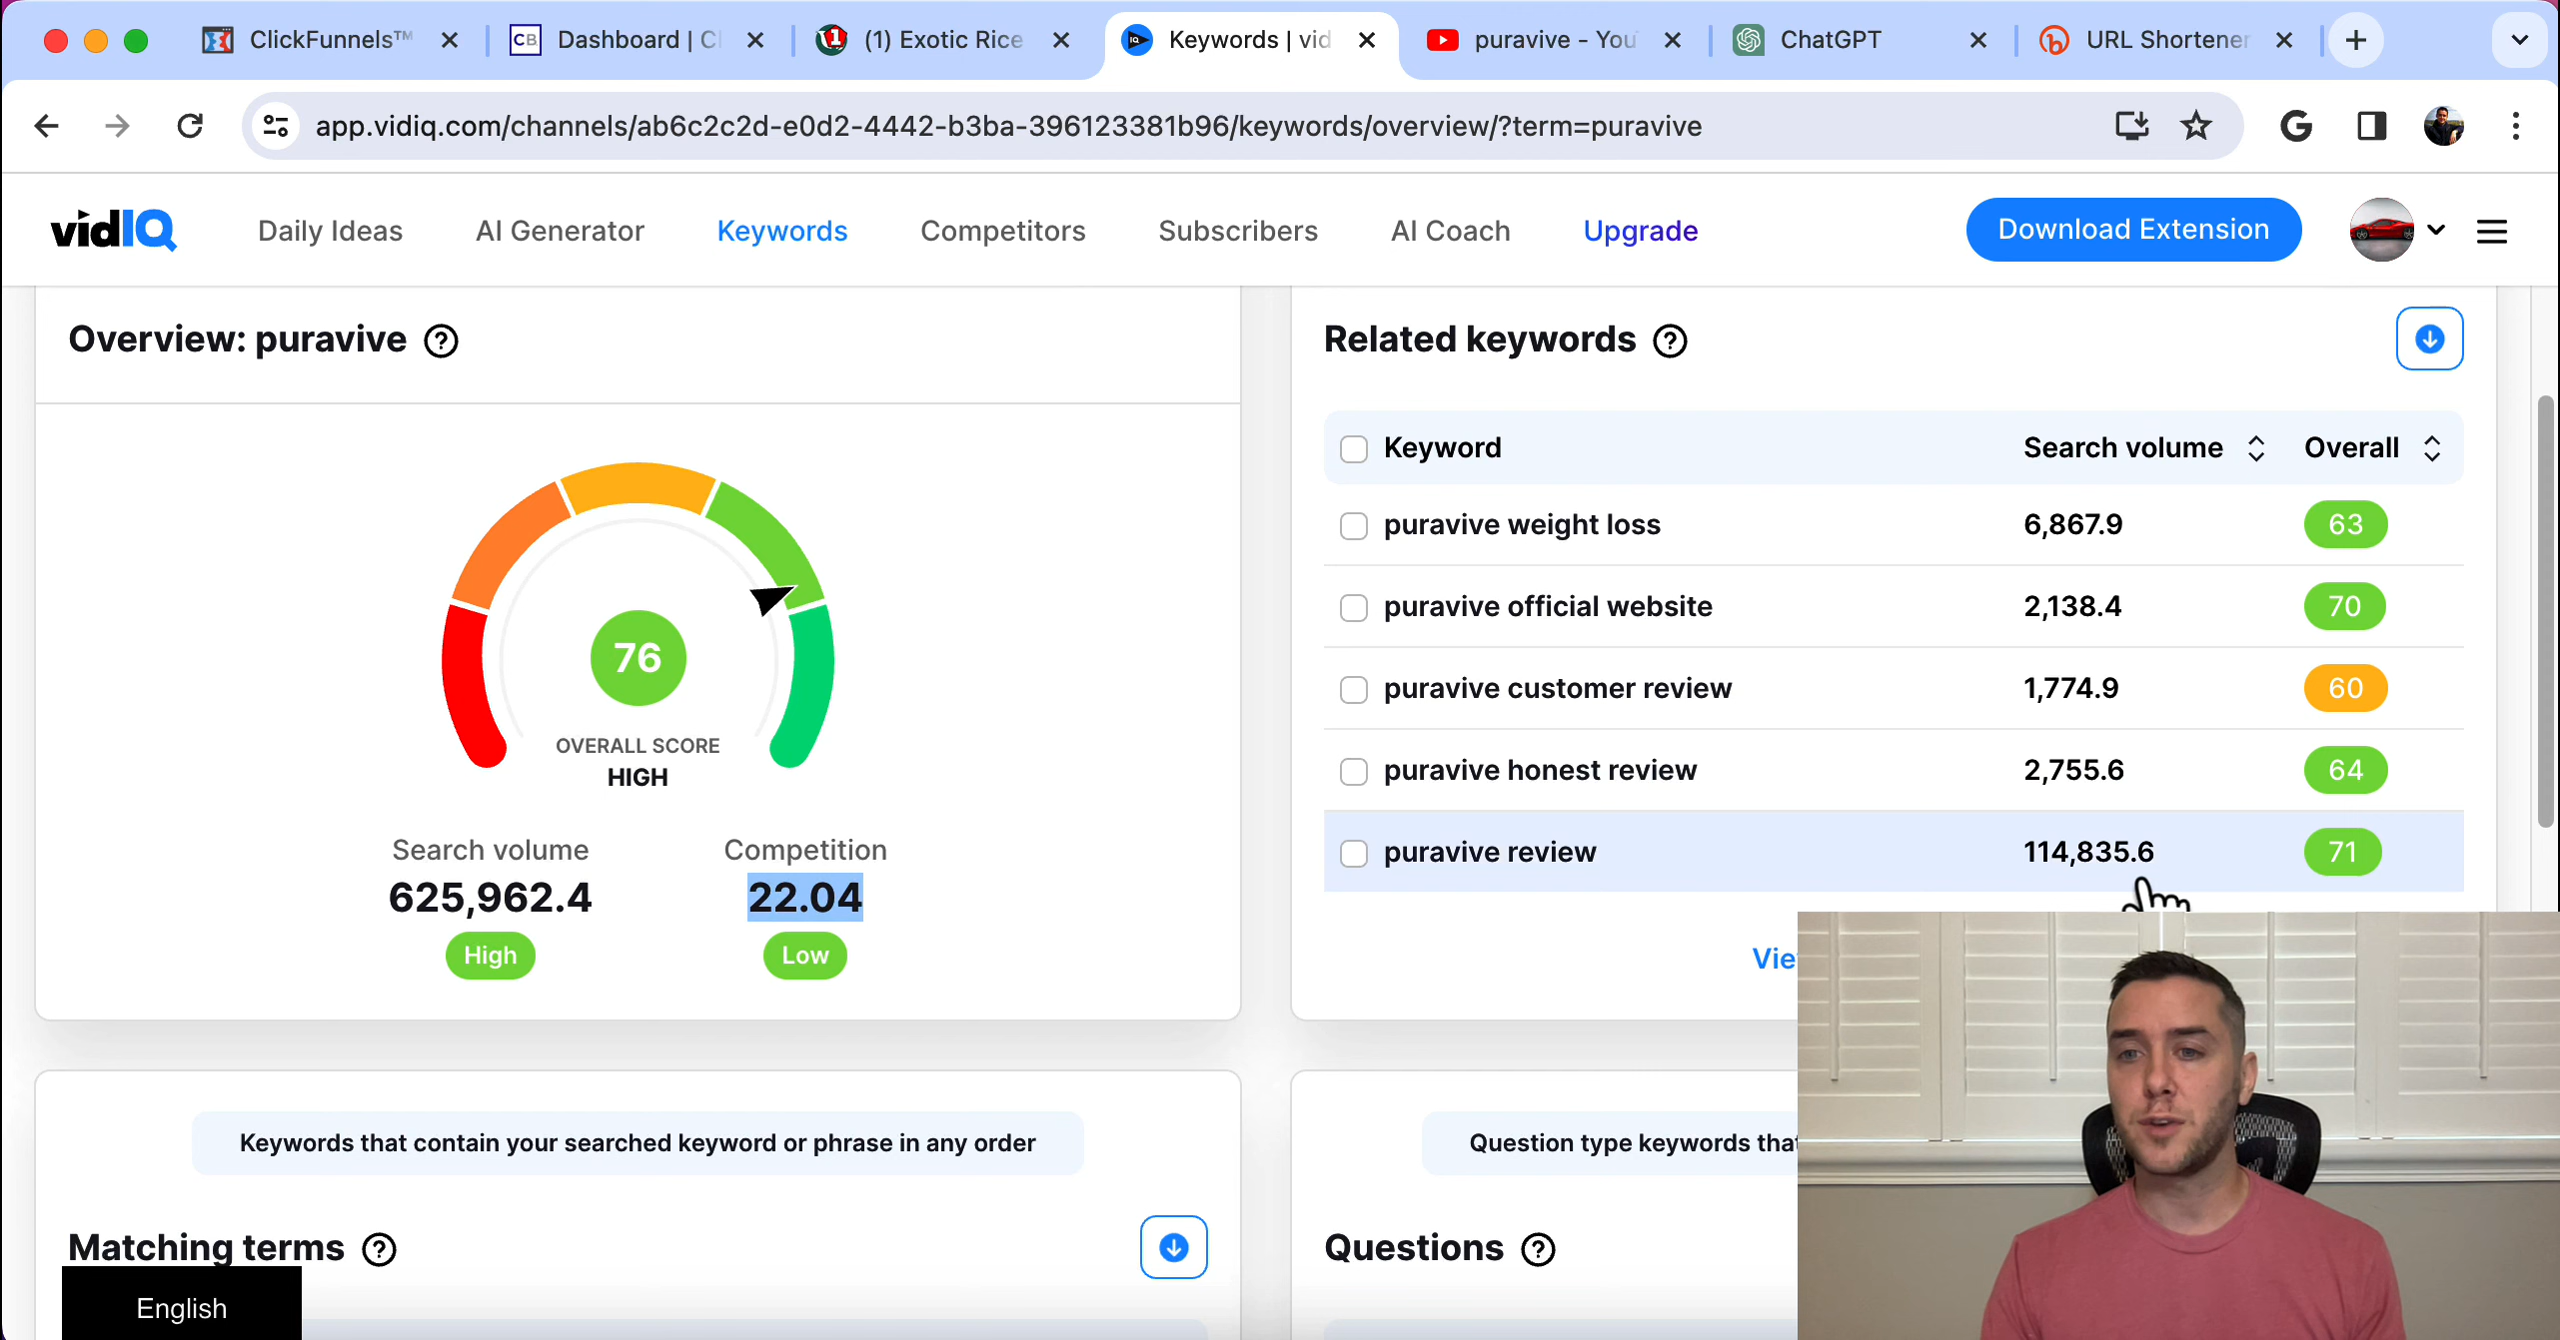 ClickFunnels™
CB
Dashboard | Cl
(1) Exotic Rice
Keywords | vid
puravive - You
ChatGPT
URL Shortener
app.vidiq.com/channels/ab6c2c2d-e0d2-4442-b3ba-396123381b96/keywords/overview/?term=puravive
vidIQ
Daily Ideas
AI Generator
Keywords
Competitors
Subscribers
AI Coach
Upgrade
Download Extension
Overview: puravive
76
OVERALL SCORE
HIGH
Search volume
625,962.4
High
Competition
22.04
Low
Related keywords
Keyword Search volume Overall
puravive weight loss 6,867.9 63
puravive official website 2,138.4 70
puravive customer review 1,774.9 60
puravive honest review 2,755.6 64
puravive review 114,835.6 71
Vie
Keywords that contain your searched keyword or phrase in any order
Matching terms
Question type keywords that
Questions
English